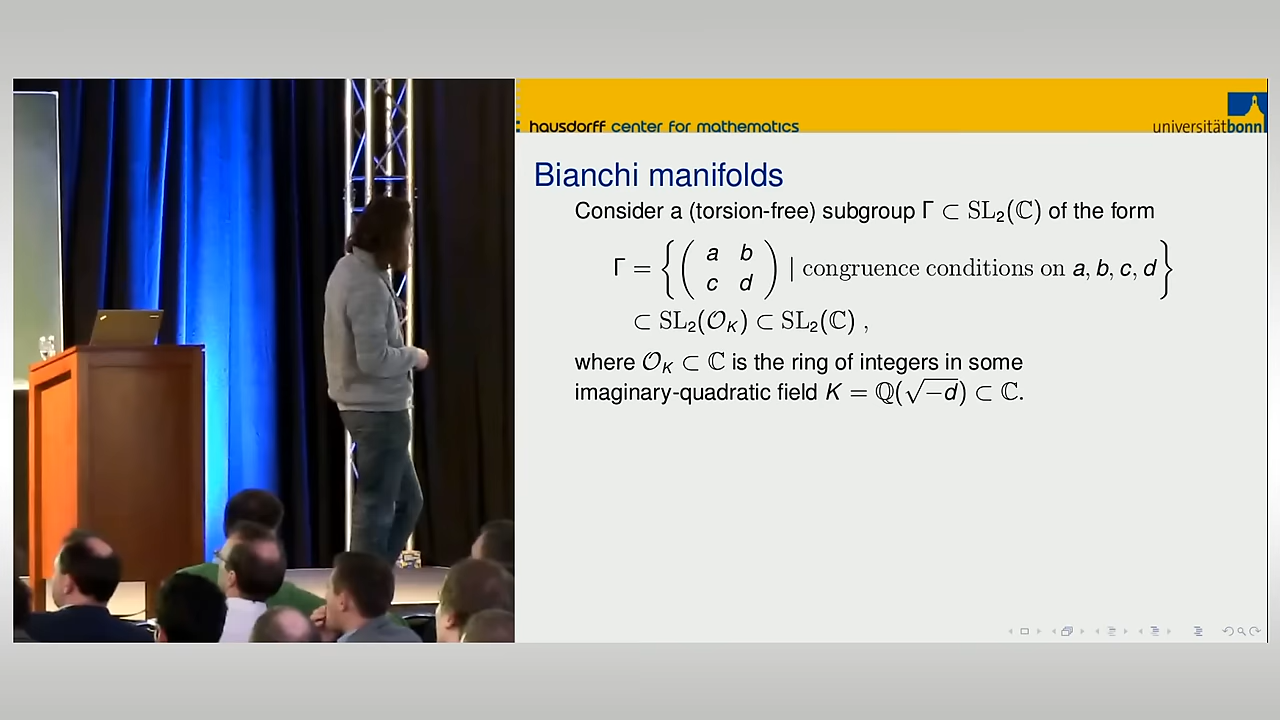 hausdorff center for mathematics
universitätbonn
Bianchi manifolds
Consider a (torsion-free) subgroup Γ ⊂ SL₂(ℂ) of the form
Γ = { ( a b
c d ) | congruence conditions on a, b, c, d }
⊂ SL₂(𝒪_K) ⊂ SL₂(ℂ) ,
where 𝒪_K ⊂ ℂ is the ring of integers in some
imaginary-quadratic field K = ℚ(√−d) ⊂ ℂ.